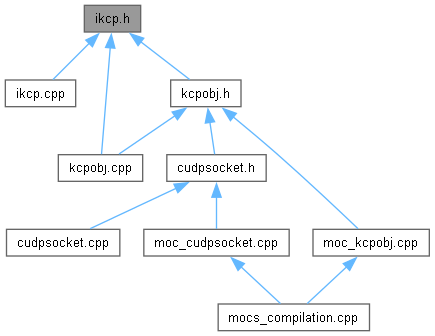 ikcp.h
ikcp.cpp
kcpobj.h
kcpobj.cpp
cudpsocket.h
cudpsocket.cpp
moc_cudpsocket.cpp
moc_kcpobj.cpp
mocs_compilation.cpp